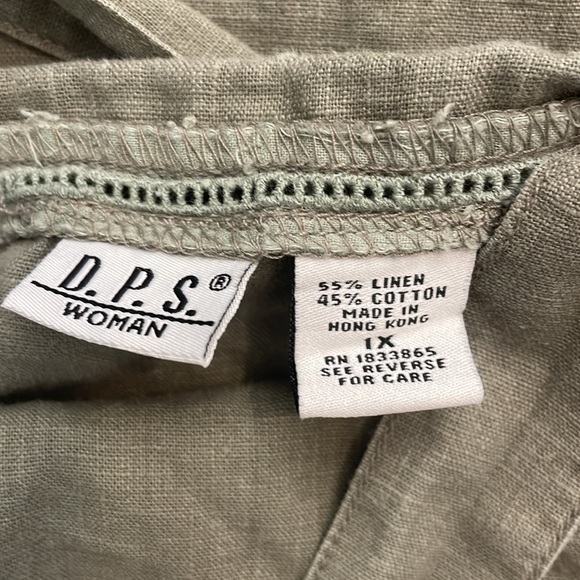 D.P.S.®
WOMAN
55% LINEN
45% COTTON
MADE IN
HONG KONG
1X
RN 1833865
SEE REVERSE
FOR CARE